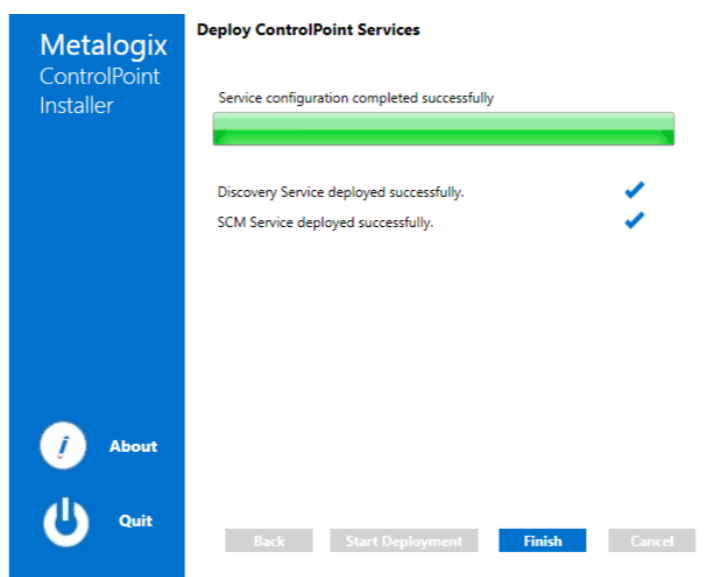 Metalogix
ControlPoint
Installer
Deploy ControlPoint Services
Service configuration completed successfully
Discovery Service deployed successfully.
SCM Service deployed successfully.
About
Quit
Back Start Deployment Finish Cancel